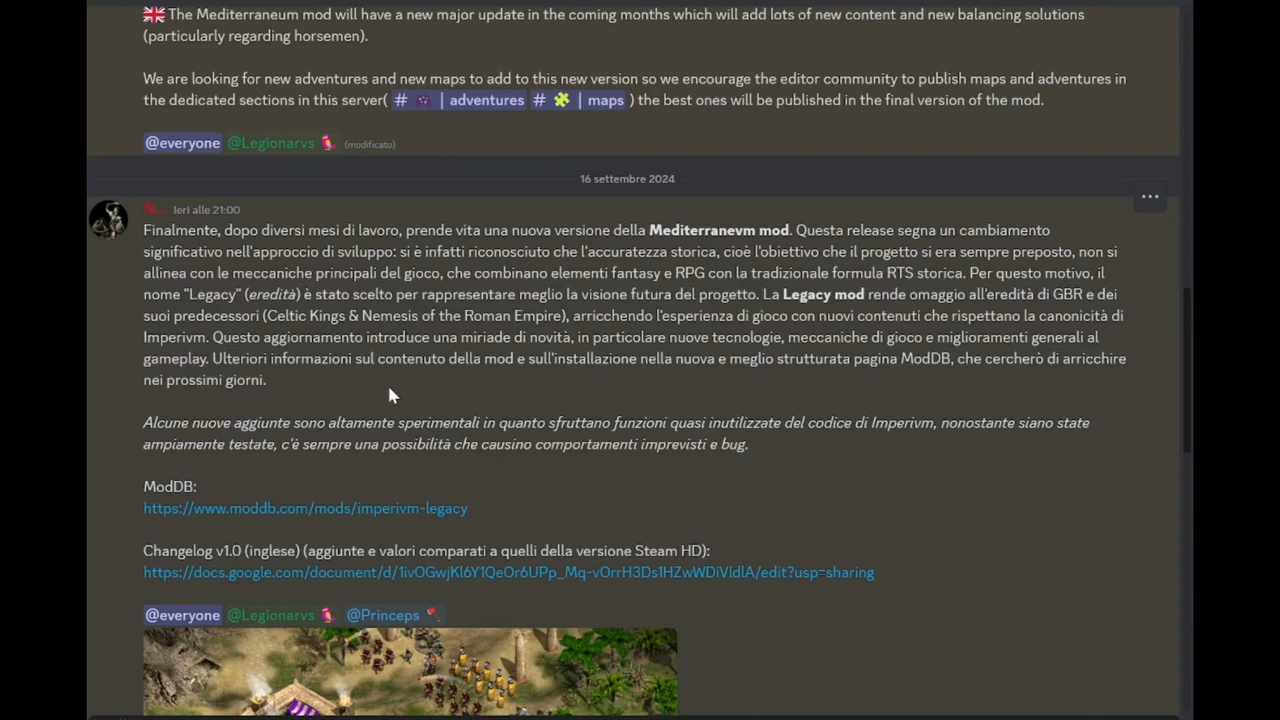 The Mediterraneum mod will have a new major update in the coming months which will add lots of new content and new balancing solutions
(particularly regarding horsemen).
We are looking for new adventures and new maps to add to this new version so we encourage the editor community to publish maps and adventures in
the dedicated sections in this server( # | adventures # | maps ) the best ones will be published in the final version of the mod.
@everyone @Legionarvs (modificato)
16 settembre 2024
Ieri alle 21:00
Finalmente, dopo diversi mesi di lavoro, prende vita una nuova versione della Mediterranevm mod. Questa release segna un cambiamento
significativo nell'approccio di sviluppo: si è infatti riconosciuto che l'accuratezza storica, cioè l'obiettivo che il progetto si era sempre preposto, non si
allinea con le meccaniche principali del gioco, che combinano elementi fantasy e RPG con la tradizionale formula RTS storica. Per questo motivo, il
nome "Legacy" (eredità) è stato scelto per rappresentare meglio la visione futura del progetto. La Legacy mod rende omaggio all'eredità di GBR e dei
suoi predecessori (Celtic Kings & Nemesis of the Roman Empire), arricchendo l'esperienza di gioco con nuovi contenuti che rispettano la canonicità di
Imperivm. Questo aggiornamento introduce una miriade di novità, in particolare nuove tecnologie, meccaniche di gioco e miglioramenti generali al
gameplay. Ulteriori informazioni sul contenuto della mod e sull'installazione nella nuova e meglio strutturata pagina ModDB, che cercherò di arricchire
nei prossimi giorni.
Alcune nuove aggiunte sono altamente sperimentali in quanto sfruttano funzioni quasi inutilizzate del codice di Imperivm, nonostante siano state
ampiamente testate, c'è sempre una possibilità che causino comportamenti imprevisti e bug.
ModDB:
https://www.moddb.com/mods/imperivm-legacy
Changelog v1.0 (inglese) (aggiunte e valori comparati a quelli della versione Steam HD):
https://docs.google.com/document/d/1ivOGwjKl6Y1QeOr6UPp_Mq-vOrrH3Ds1HZwWDiVldlA/edit?usp=sharing
@everyone @Legionarvs @Princeps